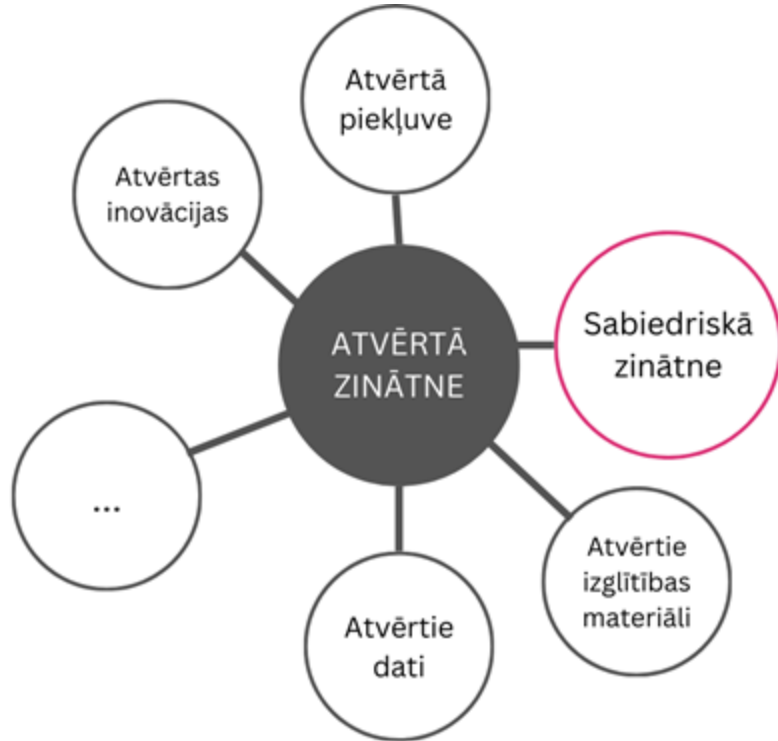 Atvērtā
piekļuve
Atvērtas
inovācijas
Sabiedriskā
zinātne
ATVĒRTĀ
ZINĀTNE
...
Atvērtie
izglītības
materiāli
Atvērtie
dati